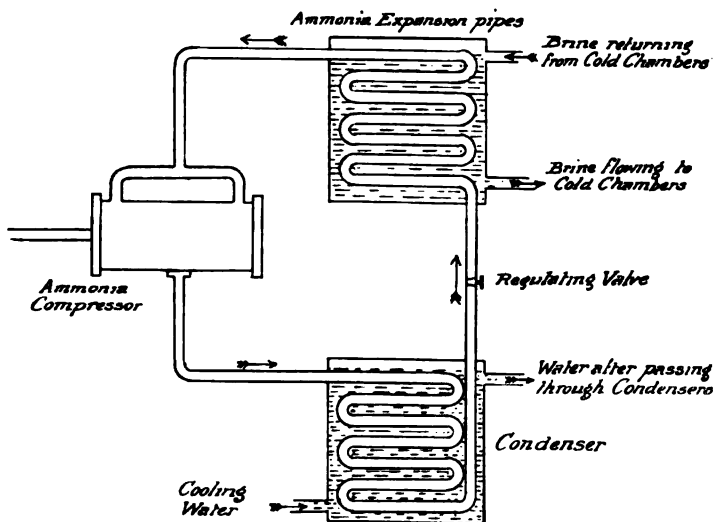 Ammonia Expansion pipes
Brine returning
from Cold Chambers
Brine flowing to
Cold Chambers
Ammonia
Compressor
Regulating Valve
Water after passing
through Condensers
Condenser
Cooling
Water